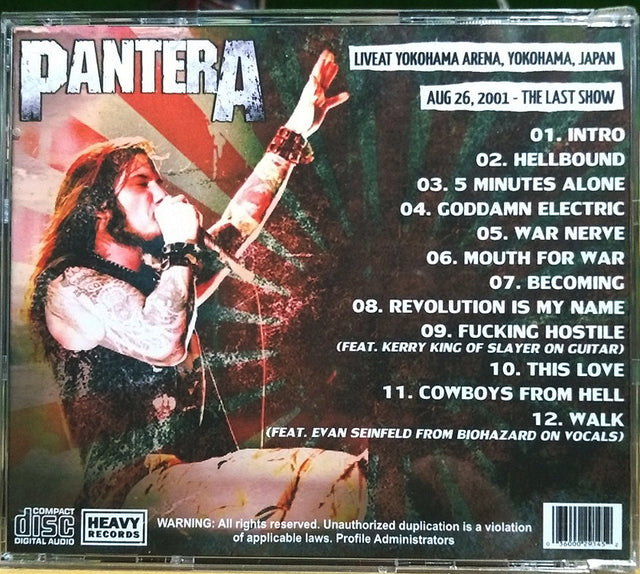 PANTERA
LIVEAT YOKOHAMA ARENA, YOKOHAMA, JAPAN
AUG 26, 2001 - THE LAST SHOW
01. INTRO
02. HELLBOUND
03. 5 MINUTES ALONE
04. GODDAMN ELECTRIC
05. WAR NERVE
06. MOUTH FOR WAR
07. BECOMING
08. REVOLUTION IS MY NAME
09. FUCKING HOSTILE
(FEAT. KERRY KING OF SLAYER ON GUITAR)
10. THIS LOVE
11. COWBOYS FROM HELL
12. WALK
(FEAT. EVAN SEINFELD FROM BIOHAZARD ON VOCALS)
COMPACT
disc
DIGITAL AUDIO
HEAVY
RECORDS
WARNING: All rights reserved. Unauthorized duplication is a violation
of applicable laws. Profile Administrators
0 36000 29145 2